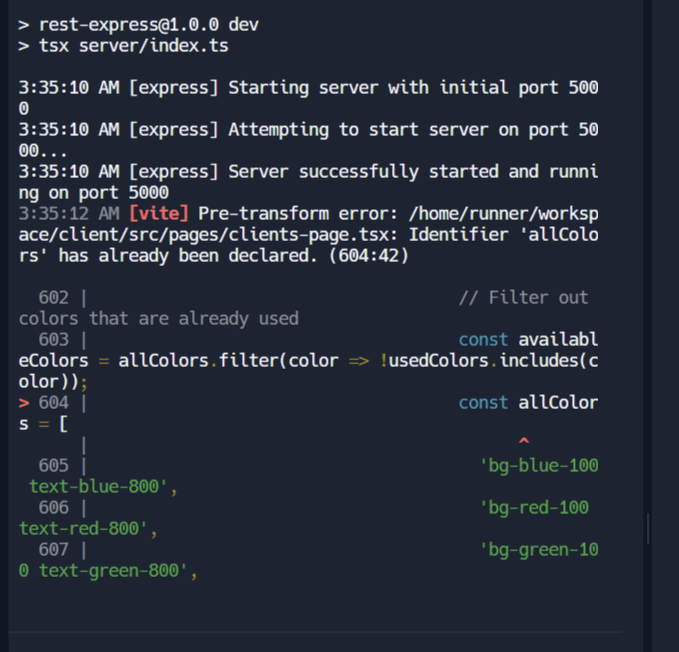 > rest-express@1.0.0 dev
> tsx server/index.ts
3:35:10 AM [express] Starting server with initial port 500
0
3:35:10 AM [express] Attempting to start server on port 50
00...
3:35:10 AM [express] Server successfully started and runni
ng on port 5000
3:35:12 AM [vite] Pre-transform error: /home/runner/worksp
ace/client/src/pages/clients-page.tsx: Identifier 'allColo
rs' has already been declared. (604:42)
602 | // Filter out
colors that are already used
603 | const availabl
eColors = allColors.filter(color => !usedColors.includes(c
olor));
> 604 | const allColor
s = [
| ^
605 | 'bg-blue-100
text-blue-800',
606 | 'bg-red-100
text-red-800',
607 | 'bg-green-10
0 text-green-800',